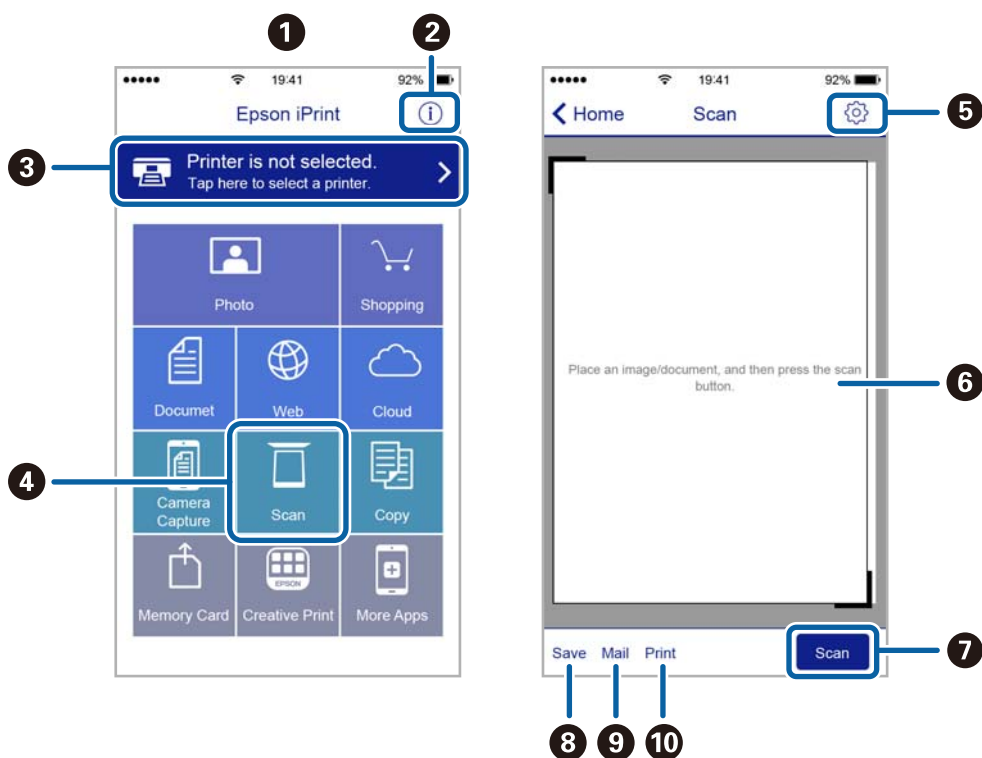 1
2
19:41
92%
Epson iPrint
3
Printer is not selected.
Tap here to select a printer.
Photo
Shopping
Documet
Web
Cloud
4
Camera
Capture
Scan
Copy
EPSON
Memory Card
Creative Print
More Apps
19:41
92%
Home
Scan
5
Place an image/document, and then press the scan
button.
6
Save Mail Print
Scan
7
8
9
10